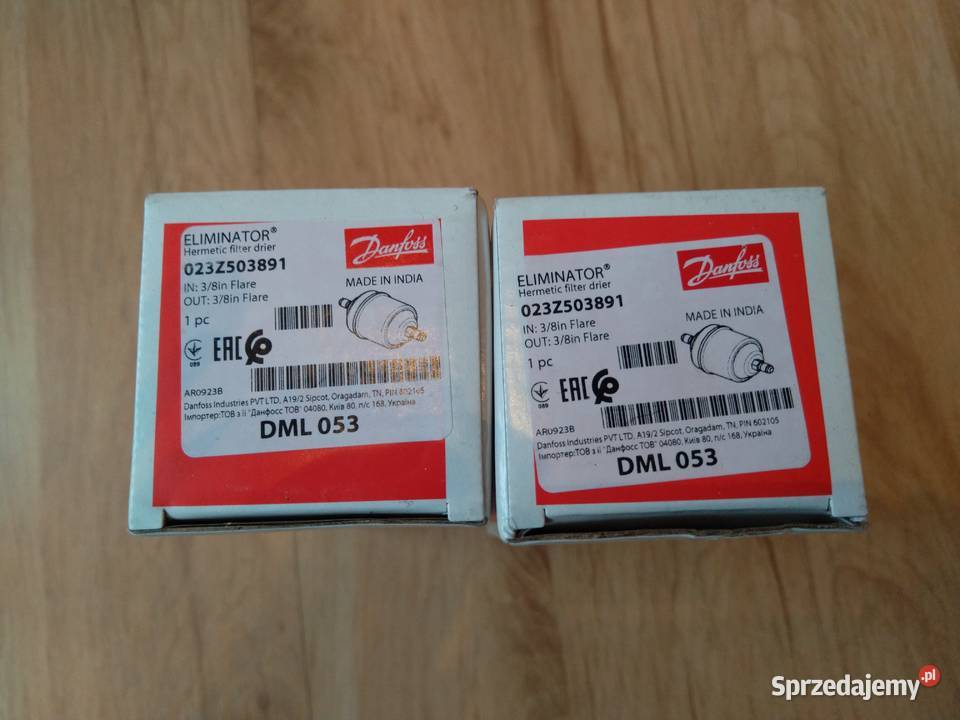 ELIMINATOR®
Hermetic filter drier
023Z503891
IN: 3/8in Flare
OUT: 3/8in Flare
1 pc
Danfoss
MADE IN INDIA
089
EAC
AR0923B
Danfoss Industries PVT LTD, A19/2 Sipcot, Oragadam, TN, PIN 602105
Імпортер:ТОВ з іі "Данфосс ТОВ" 04080, Київ 80, п/с 168, Україна
DML 053
ELIMINATOR®
Hermetic filter drier
023Z503891
IN: 3/8in Flare
OUT: 3/8in Flare
1 pc
Danfoss
MADE IN INDIA
089
EAC
AR0923B
Danfoss Industries PVT LTD, A19/2 Sipcot, Oragadam, TN, PIN 602105
Імпортер:ТОВ з іі "Данфосс ТОВ" 04080, Київ 80, п/с 168, Україна
DML 053
Sprzedajemy.pl